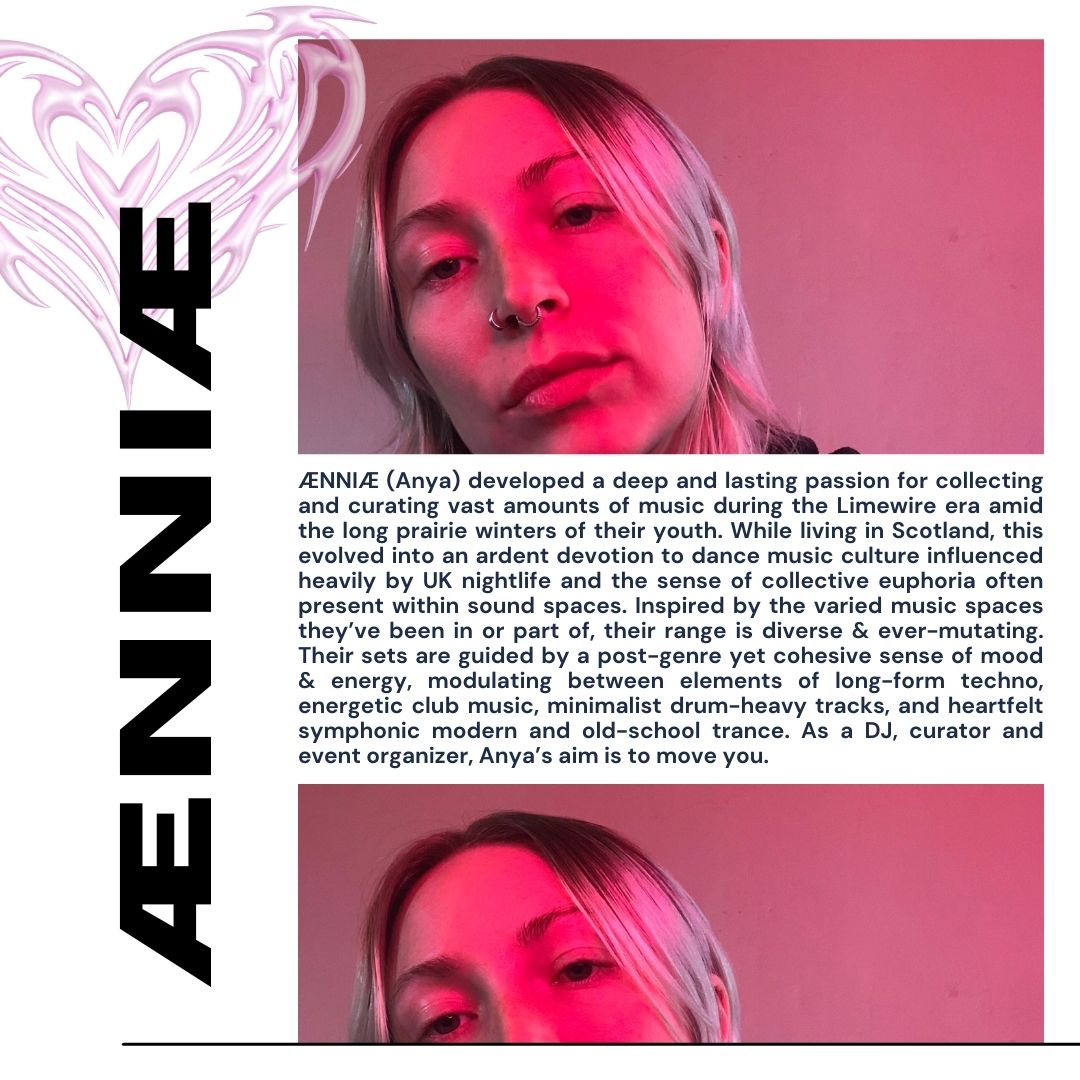 ÆNNIÆ
ÆNNIÆ (Anya) developed a deep and lasting passion for collecting
and curating vast amounts of music during the Limewire era amid
the long prairie winters of their youth. While living in Scotland, this
evolved into an ardent devotion to dance music culture influenced
heavily by UK nightlife and the sense of collective euphoria often
present within sound spaces. Inspired by the varied music spaces
they’ve been in or part of, their range is diverse & ever-mutating.
Their sets are guided by a post-genre yet cohesive sense of mood
& energy, modulating between elements of long-form techno,
energetic club music, minimalist drum-heavy tracks, and heartfelt
symphonic modern and old-school trance. As a DJ, curator and
event organizer, Anya’s aim is to move you.